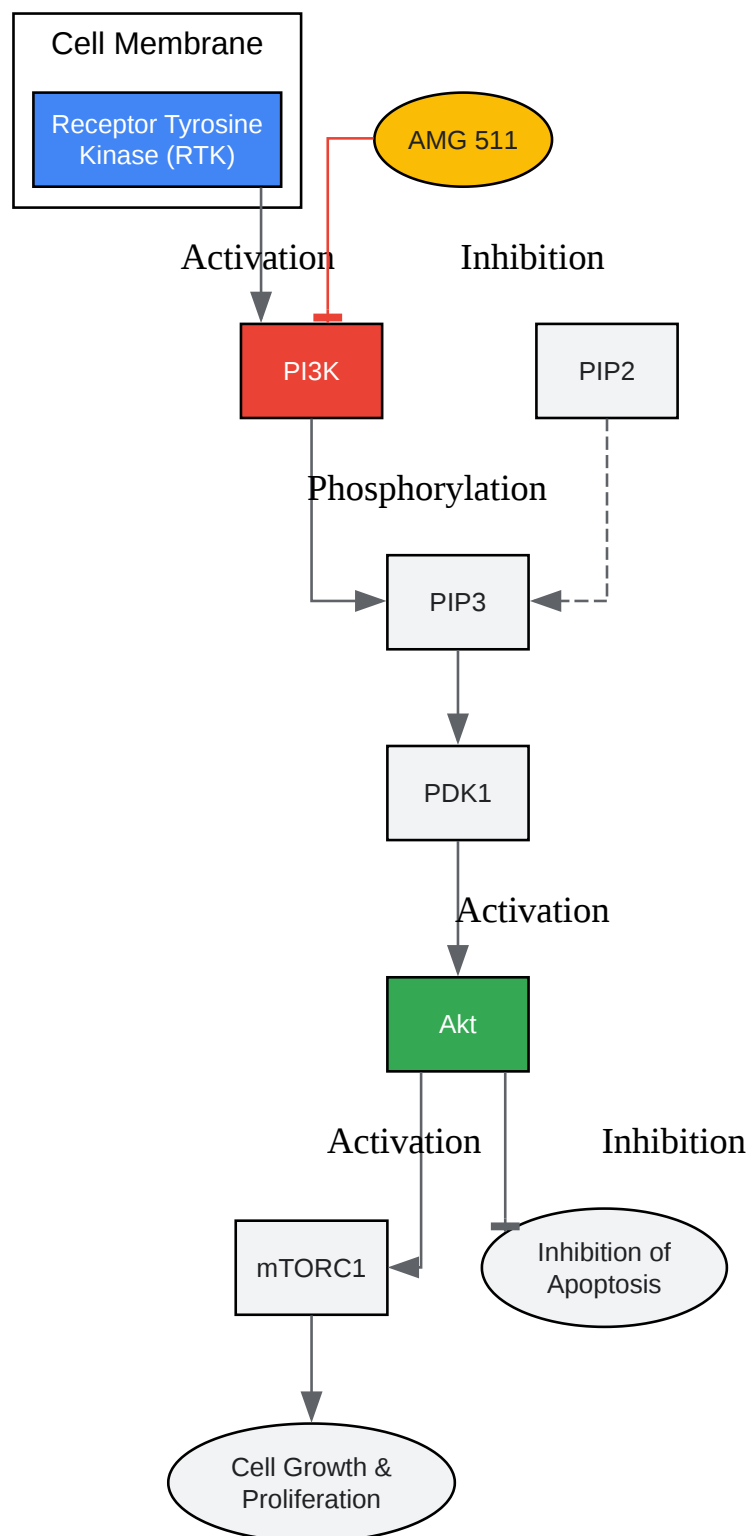 Cell Membrane
Receptor Tyrosine
Kinase (RTK)
AMG 511
Activation
Inhibition
PI3K
PIP2
Phosphorylation
PIP3
PDK1
Activation
Akt
Activation
Inhibition
mTORC1
Inhibition of
Apoptosis
Cell Growth &
Proliferation